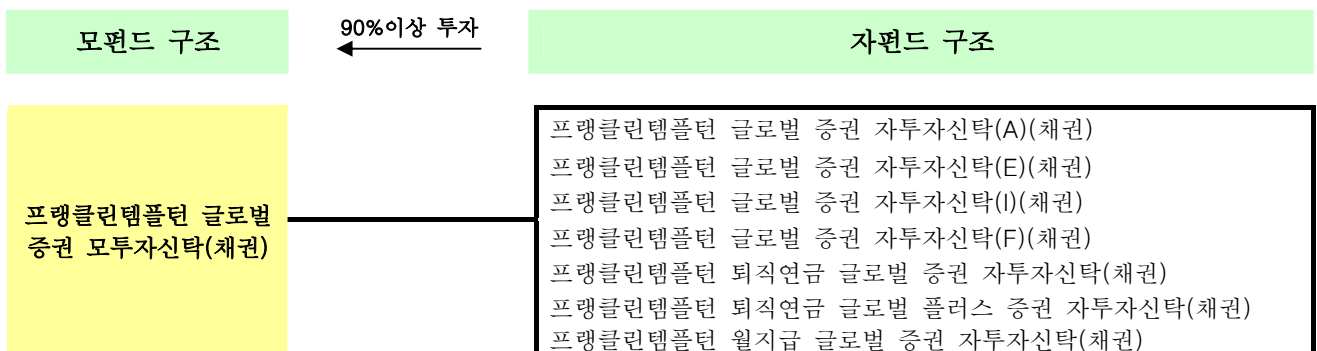 모펀드 구조
90%이상 투자
자펀드 구조
프랭클린템플턴 글로벌
증권 모투자신탁(채권)
프랭클린템플턴 글로벌 증권 자투자신탁(A)(채권)
프랭클린템플턴 글로벌 증권 자투자신탁(E)(채권)
프랭클린템플턴 글로벌 증권 자투자신탁(I)(채권)
프랭클린템플턴 글로벌 증권 자투자신탁(F)(채권)
프랭클린템플턴 퇴직연금 글로벌 증권 자투자신탁(채권)
프랭클린템플턴 퇴직연금 글로벌 플러스 증권 자투자신탁(채권)
프랭클린템플턴 월지급 글로벌 증권 자투자신탁(채권)